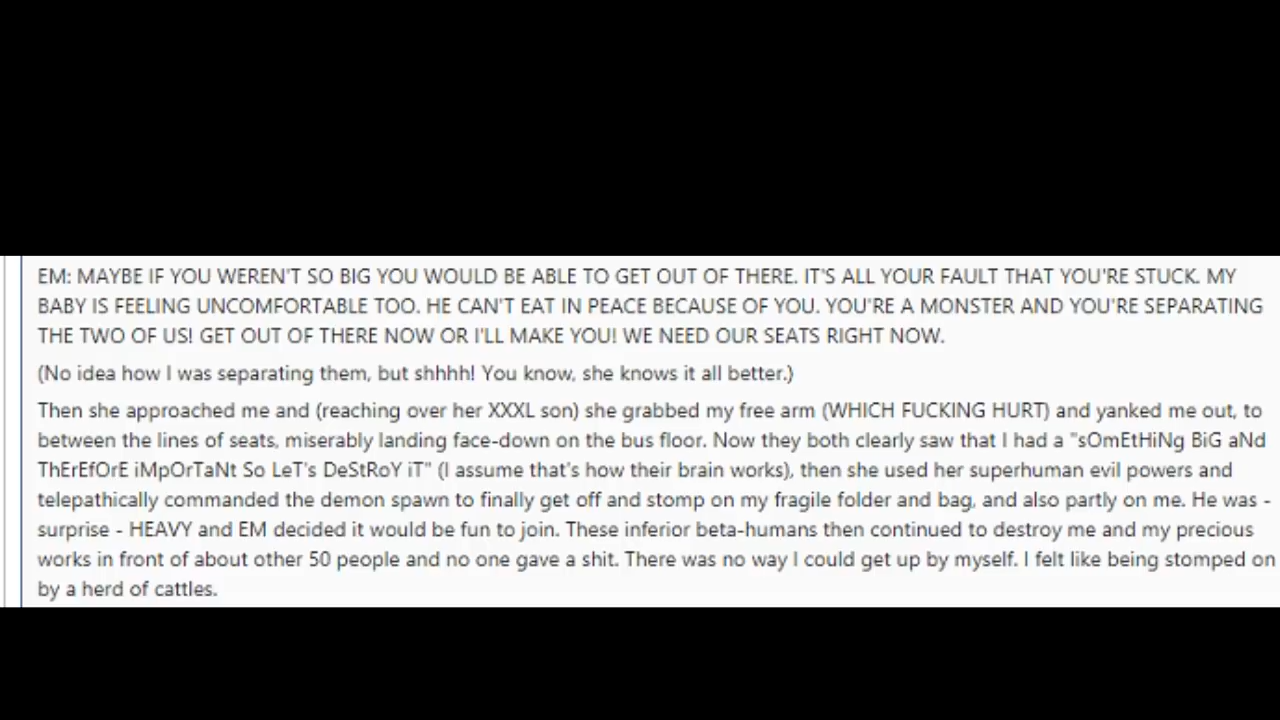 EM: MAYBE IF YOU WEREN'T SO BIG YOU WOULD BE ABLE TO GET OUT OF THERE. IT'S ALL YOUR FAULT THAT YOU'RE STUCK. MY
BABY IS FEELING UNCOMFORTABLE TOO. HE CAN'T EAT IN PEACE BECAUSE OF YOU. YOU'RE A MONSTER AND YOU'RE SEPARATING
THE TWO OF US! GET OUT OF THERE NOW OR I'LL MAKE YOU! WE NEED OUR SEATS RIGHT NOW.
(No idea how I was separating them, but shhhh! You know, she knows it all better.)
Then she approached me and (reaching over her XXXL son) she grabbed my free arm (WHICH FUCKING HURT) and yanked me out, to
between the lines of seats, miserably landing face-down on the bus floor. Now they both clearly saw that I had a "sOmEtHiNg BiG aNd
ThErEfOrE iMpOrTaNt So LeT's DeStRoY iT" (I assume that's how their brain works), then she used her superhuman evil powers and
telepathically commanded the demon spawn to finally get off and stomp on my fragile folder and bag, and also partly on me. He was -
surprise - HEAVY and EM decided it would be fun to join. These inferior beta-humans then continued to destroy me and my precious
works in front of about other 50 people and no one gave a shit. There was no way I could get up by myself. I felt like being stomped on
by a herd of cattles.